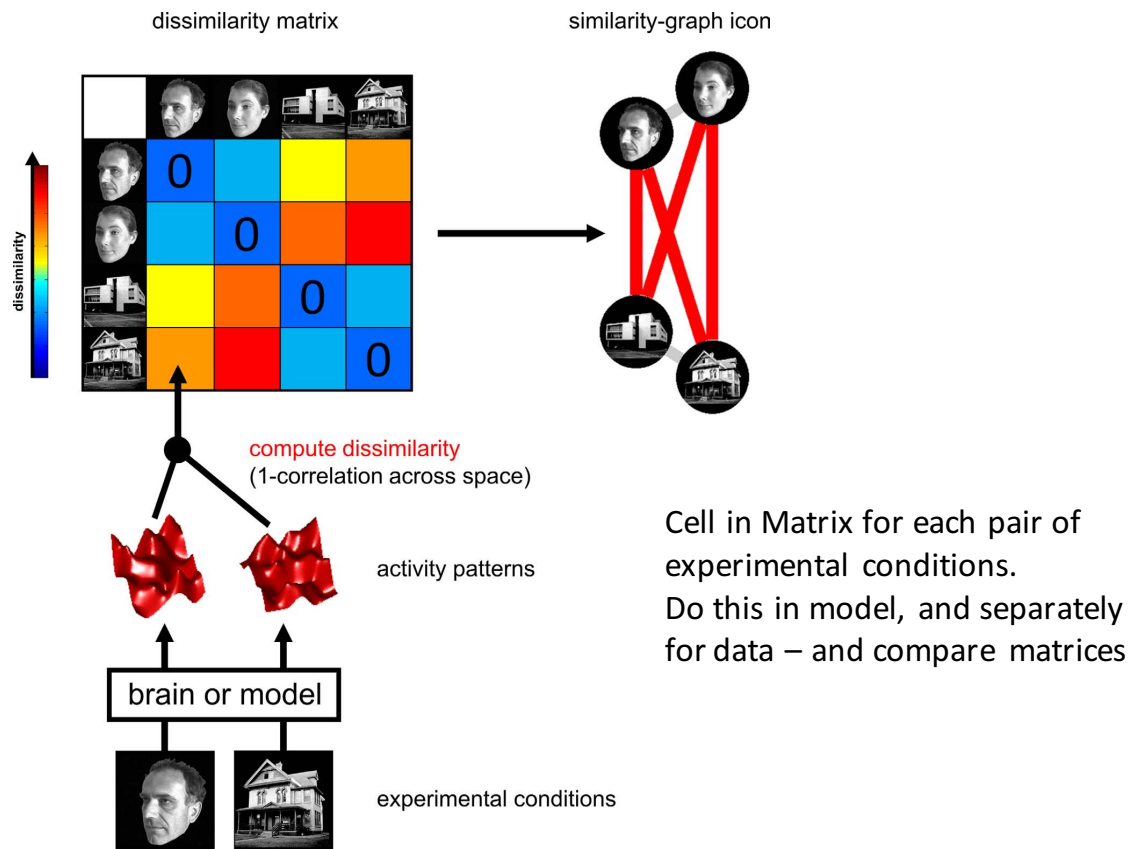 dissimilarity matrix
similarity-graph icon
dissimilarity
0
0
0
0
compute dissimilarity
(1-correlation across space)
activity patterns
brain or model
experimental conditions
Cell in Matrix for each pair of
experimental conditions.
Do this in model, and separately
for data – and compare matrices